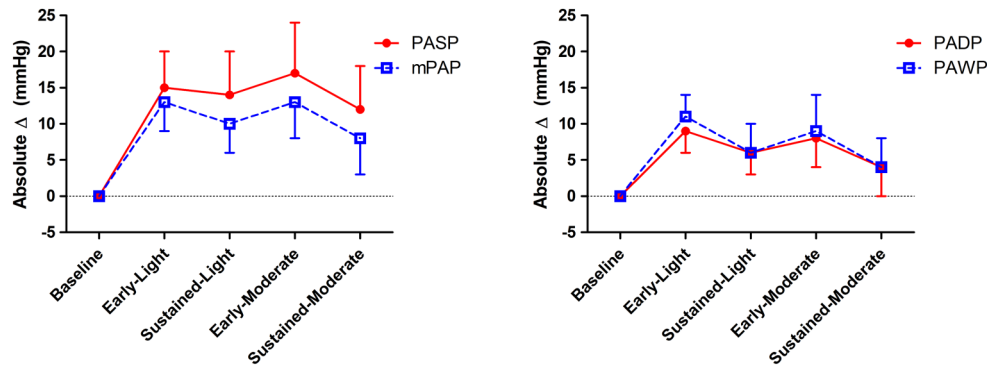 Absolute Δ (mmHg)
25
20
15
10
5
0
-5
Baseline
Early-Light
Sustained-Light
Early-Moderate
Sustained-Moderate
PASP
mPAP
Absolute Δ (mmHg)
25
20
15
10
5
0
-5
Baseline
Early-Light
Sustained-Light
Early-Moderate
Sustained-Moderate
PADP
PAWP